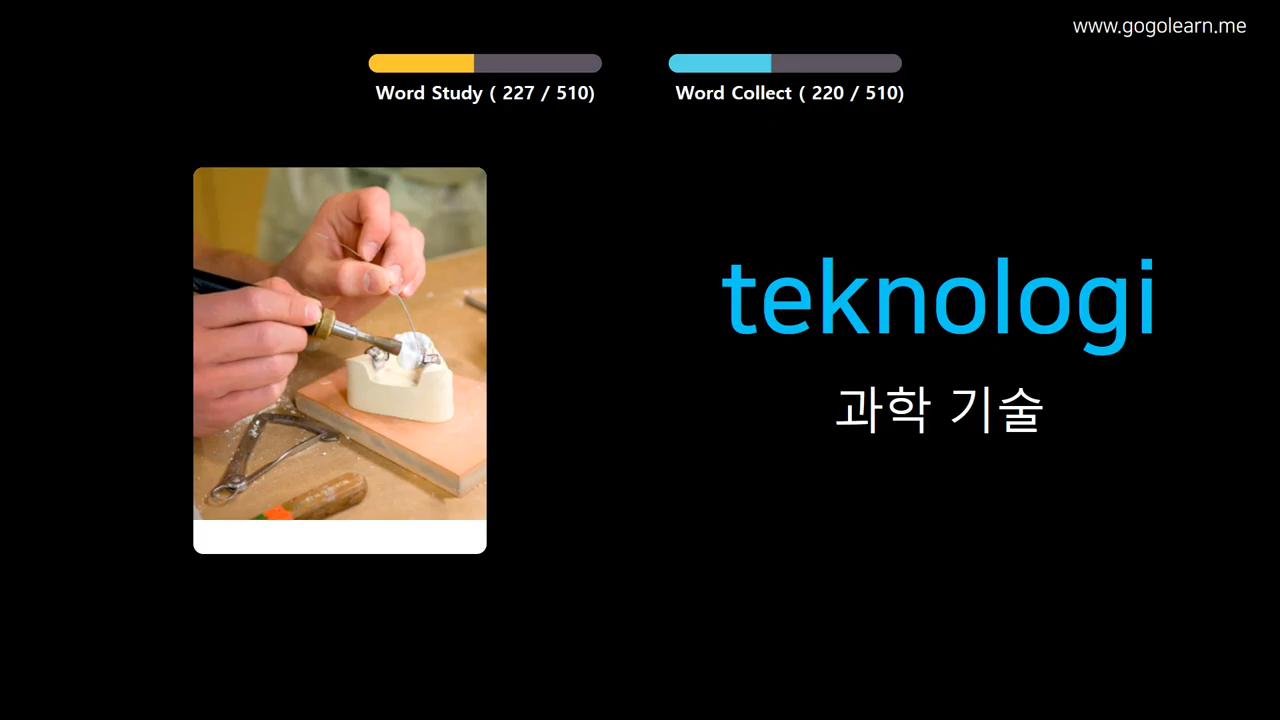 www.gogolearn.me
Word Study ( 227 / 510)
Word Collect ( 220 / 510)
teknologi
과학 기술